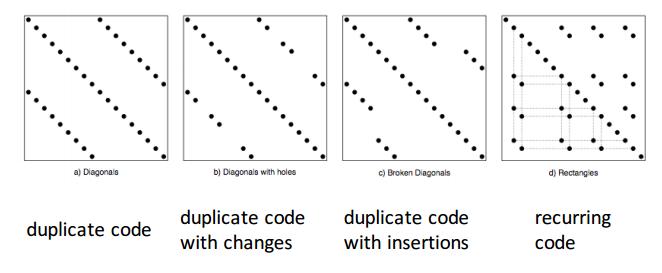 a) Diagonals
b) Diagonals with holes
c) Broken Diagonals
d) Rectangles
duplicate code
duplicate code
with changes
duplicate code
with insertions
recurring
code